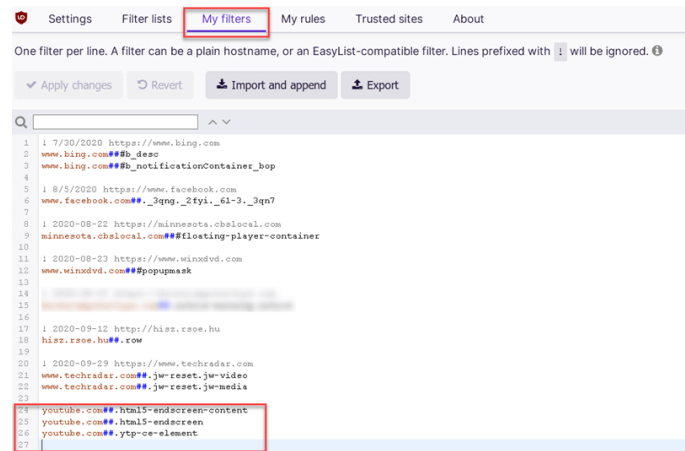 Settings Filter lists My filters My rules Trusted sites About
One filter per line. A filter can be a plain hostname, or an EasyList-compatible filter. Lines prefixed with ! will be ignored.
Apply changes Revert Import and append Export
1 ! 7/30/2020 https://www.bing.com
2 www.bing.com###b_desc
3 www.bing.com###b_notificationContainer_bop
4
5 ! 8/5/2020 https://www.facebook.com
6 www.facebook.com##._3qng._2fyi._61-3._3qn7
7
8 ! 2020-08-22 https://minnesota.cbslocal.com
9 minnesota.cbslocal.com###floating-player-container
10
11 ! 2020-08-23 https://www.winxdvd.com
12 www.winxdvd.com###popupmask
13
14
15
16
17 ! 2020-09-12 http://hisz.rsoe.hu
18 hisz.rsoe.hu##.row
19
20 ! 2020-09-29 https://www.techradar.com
21 www.techradar.com##.jw-reset.jw-video
22 www.techradar.com##.jw-reset.jw-media
23
24 youtube.com##.html5-endscreen-content
25 youtube.com##.html5-endscreen
26 youtube.com##.ytp-ce-element
27